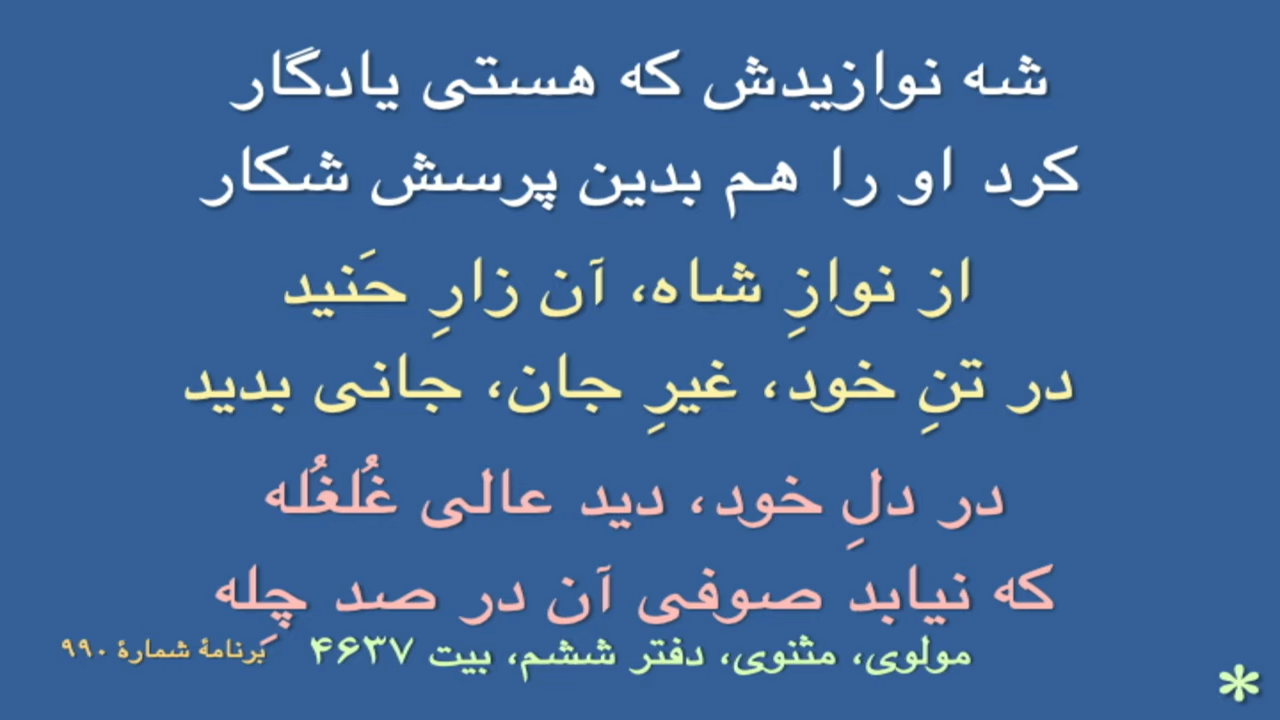 شه نوازیدش که هستی یادگار
کرد او را هم بدین پرسش شکار
از نوازِ شاه، آن زارِ حَنید
در تنِ خود، غیرِ جان، جانی بدید
در دلِ خود، دید عالی غُلغُله
که نیابد صوفی آن در صد چِله
مولوی، مثنوی، دفتر ششم، بیت ۴۶۳۷ برنامهٔ شمارهٔ ۹۹۰
*